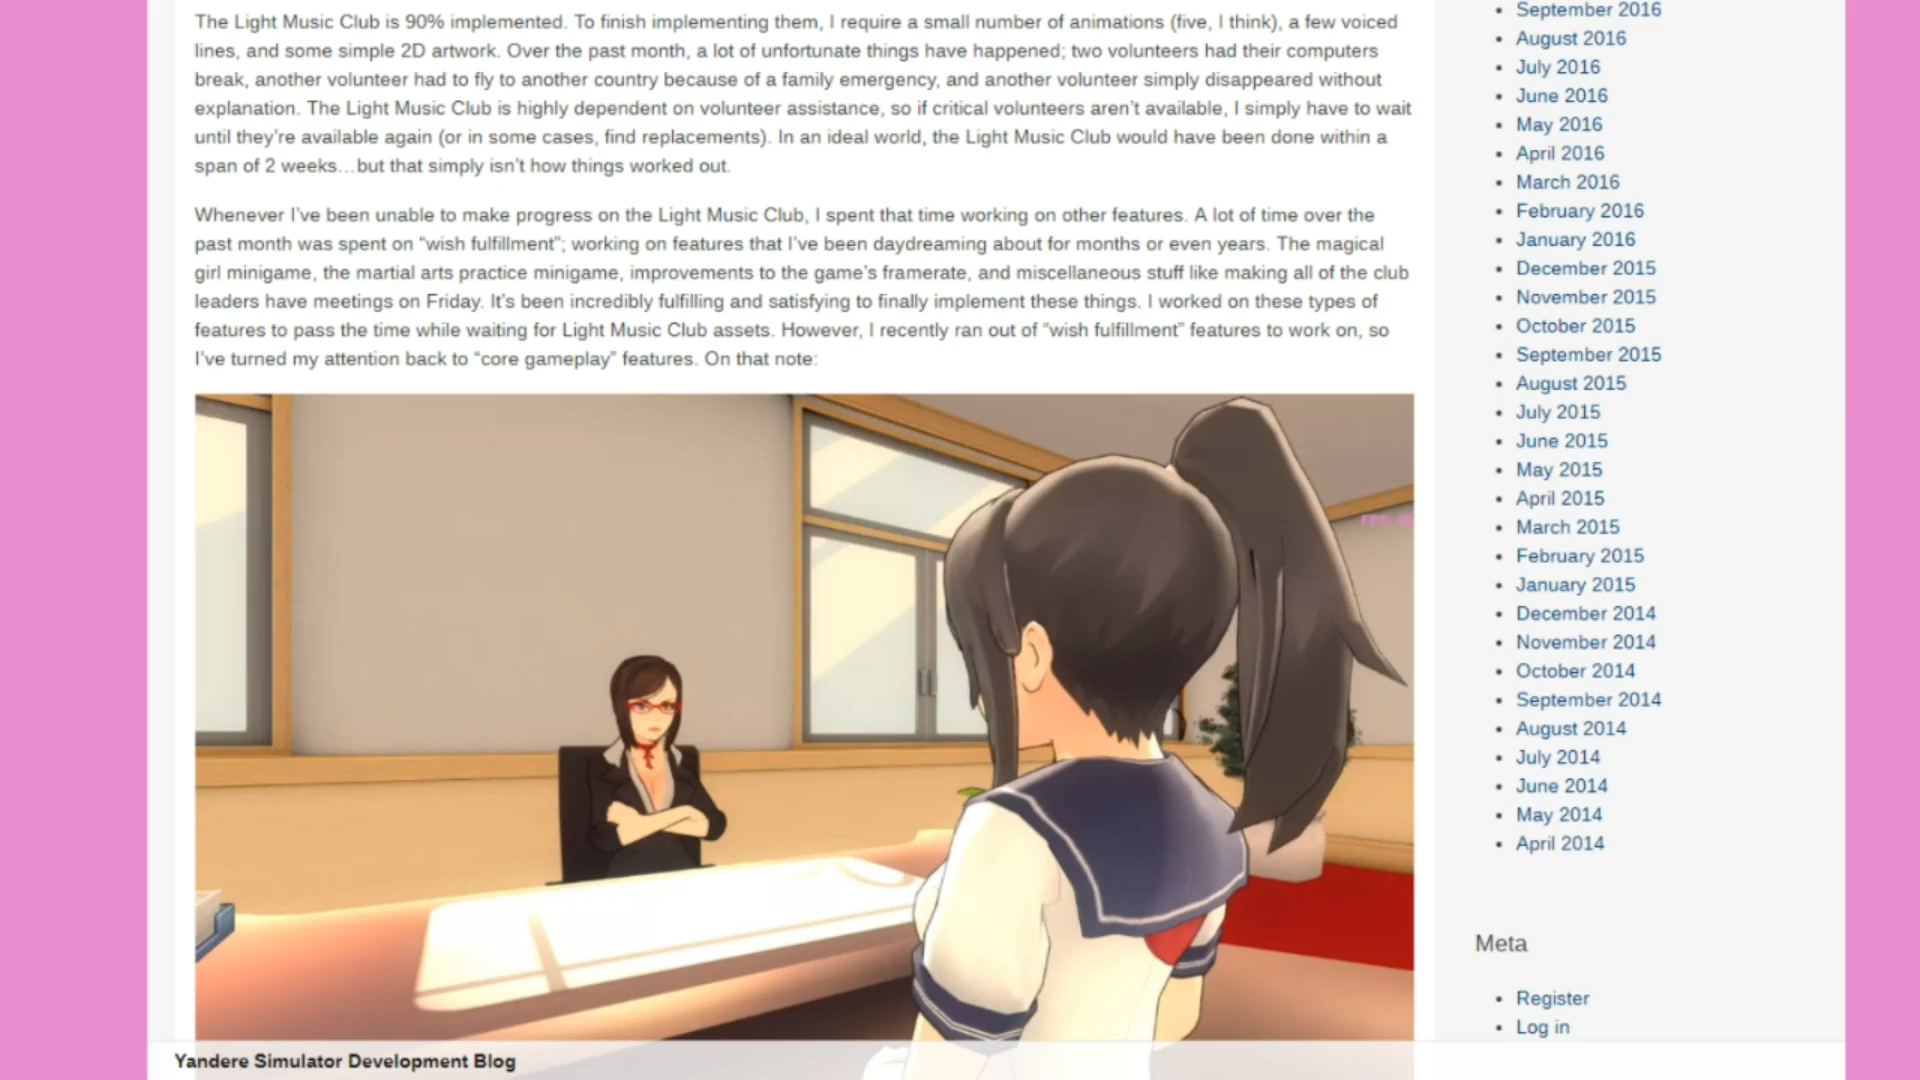 The Light Music Club is 90% implemented. To finish implementing them, I require a small number of animations (five, I think), a few voiced
lines, and some simple 2D artwork. Over the past month, a lot of unfortunate things have happened; two volunteers had their computers
break, another volunteer had to fly to another country because of a family emergency, and another volunteer simply disappeared without
explanation. The Light Music Club is highly dependent on volunteer assistance, so if critical volunteers aren’t available, I simply have to wait
until they’re available again (or in some cases, find replacements). In an ideal world, the Light Music Club would have been done within a
span of 2 weeks…but that simply isn’t how things worked out.
Whenever I’ve been unable to make progress on the Light Music Club, I spent that time working on other features. A lot of time over the
past month was spent on “wish fulfillment”; working on features that I’ve been daydreaming about for months or even years. The magical
girl minigame, the martial arts practice minigame, improvements to the game’s framerate, and miscellaneous stuff like making all of the club
leaders have meetings on Friday. It’s been incredibly fulfilling and satisfying to finally implement these things. I worked on these types of
features to pass the time while waiting for Light Music Club assets. However, I recently ran out of “wish fulfillment” features to work on, so
I’ve turned my attention back to “core gameplay” features. On that note:
September 2016
August 2016
July 2016
June 2016
May 2016
April 2016
March 2016
February 2016
January 2016
December 2015
November 2015
October 2015
September 2015
August 2015
July 2015
June 2015
May 2015
April 2015
March 2015
February 2015
January 2015
December 2014
November 2014
October 2014
September 2014
August 2014
July 2014
June 2014
May 2014
April 2014
Meta
Register
Log in
Yandere Simulator Development Blog